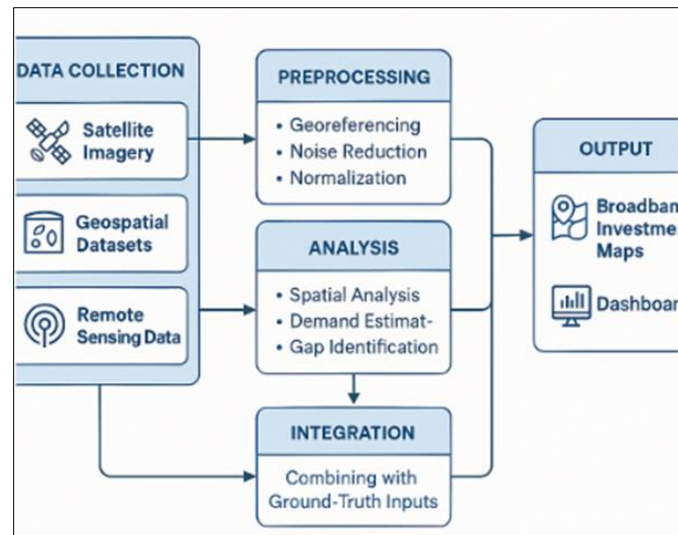 DATA COLLECTION
Satellite
Imagery
Geospatial
Datasets
Remote
Sensing Data
PREPROCESSING
• Georeferencing
• Noise Reduction
• Normalization
ANALYSIS
• Spatial Analysis
• Demand Estimat-
• Gap Identification
INTEGRATION
Combining with
Ground-Truth Inputs
OUTPUT
Broadban
Investme
Maps
Dashboar